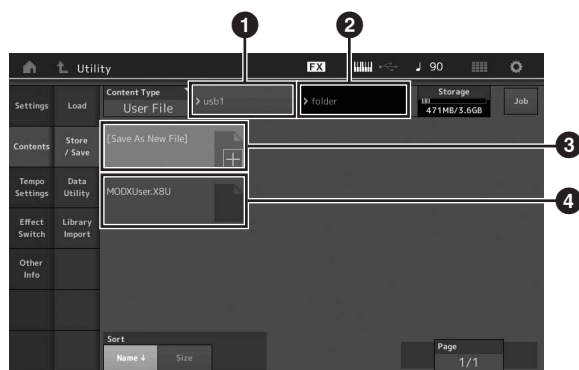 1 2
Utility FX ♩ 90
Settings Load Content Type User File > usb1 > folder Storage 471MB/3.6GB Job
Contents Store / Save [Save As New File] 3
Tempo Settings Data Utility MODXUser.X8U 4
Effect Switch Library Import
Other Info
Sort
Name ↓ Size
Page
1/1